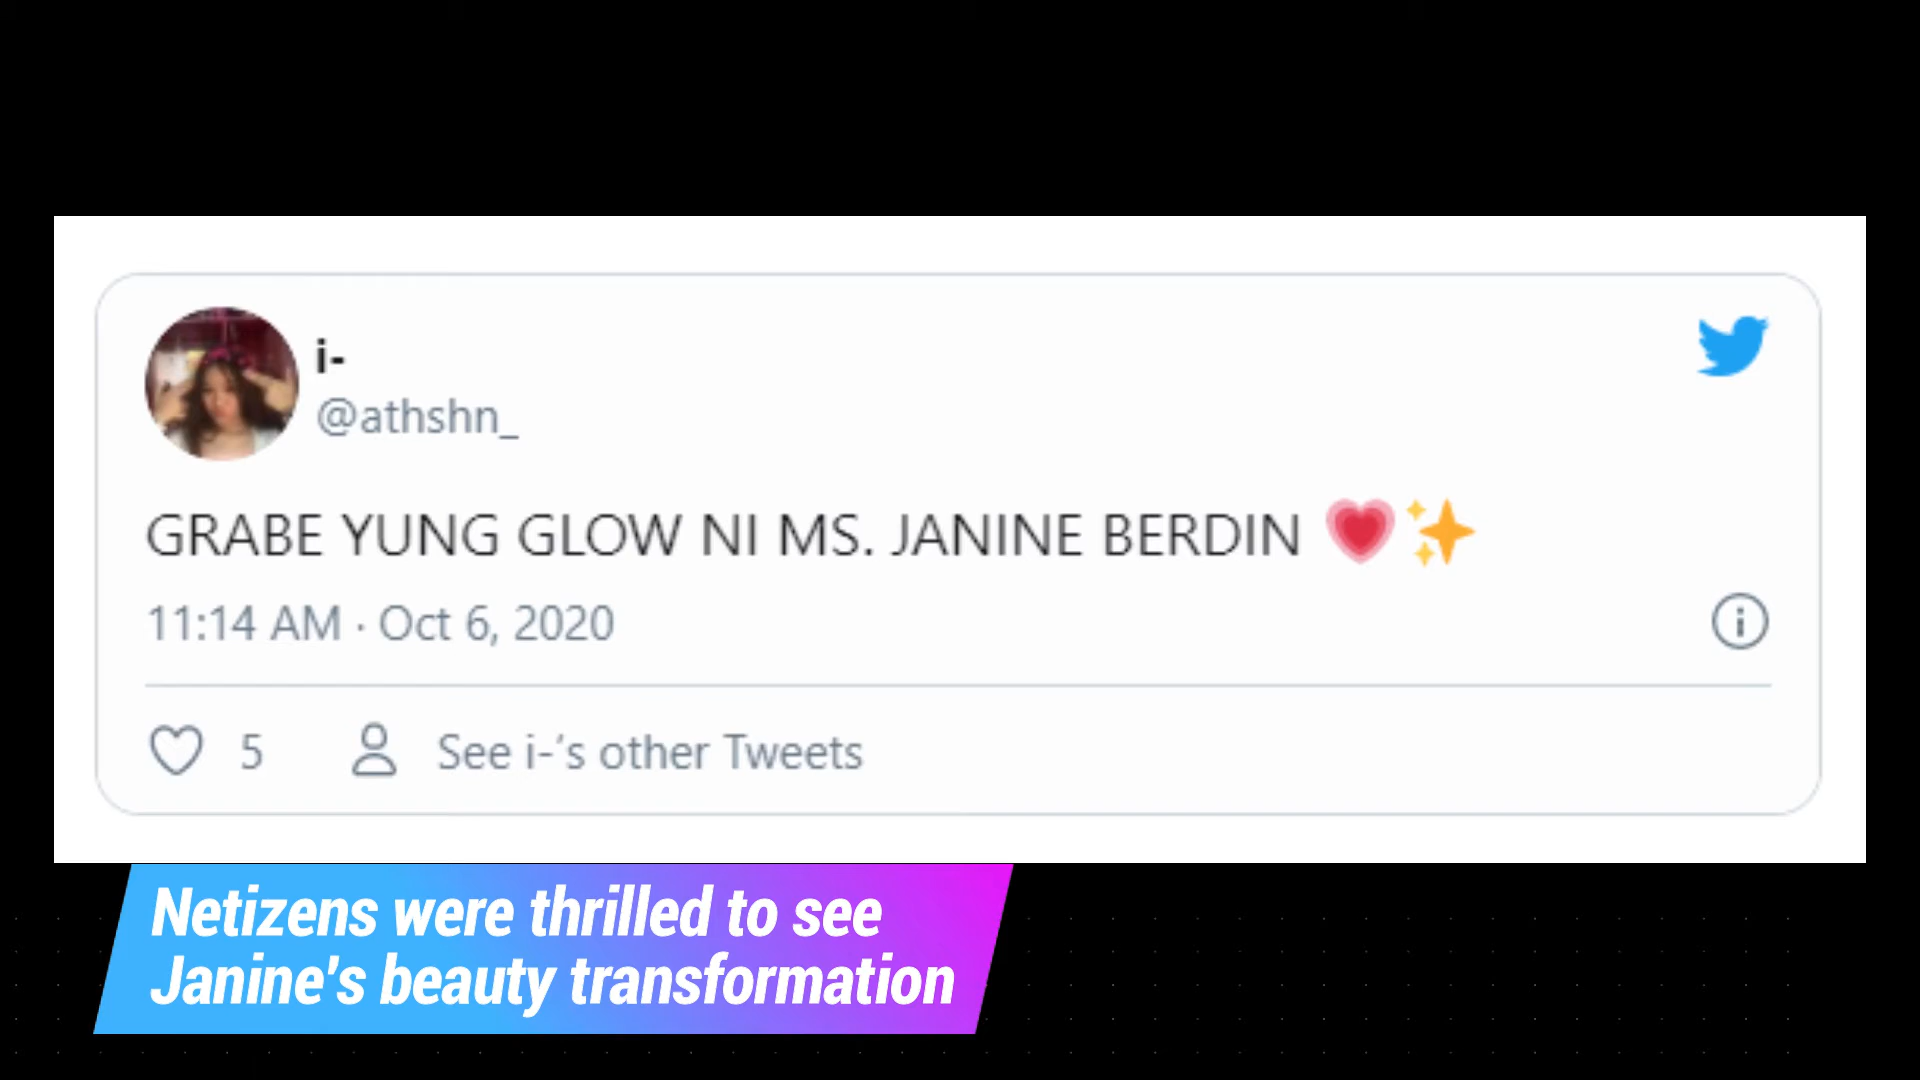 i-
@athshn_
GRABE YUNG GLOW NI MS. JANINE BERDIN 💗✨
11:14 AM · Oct 6, 2020
5 See i-'s other Tweets
Netizens were thrilled to see
Janine's beauty transformation